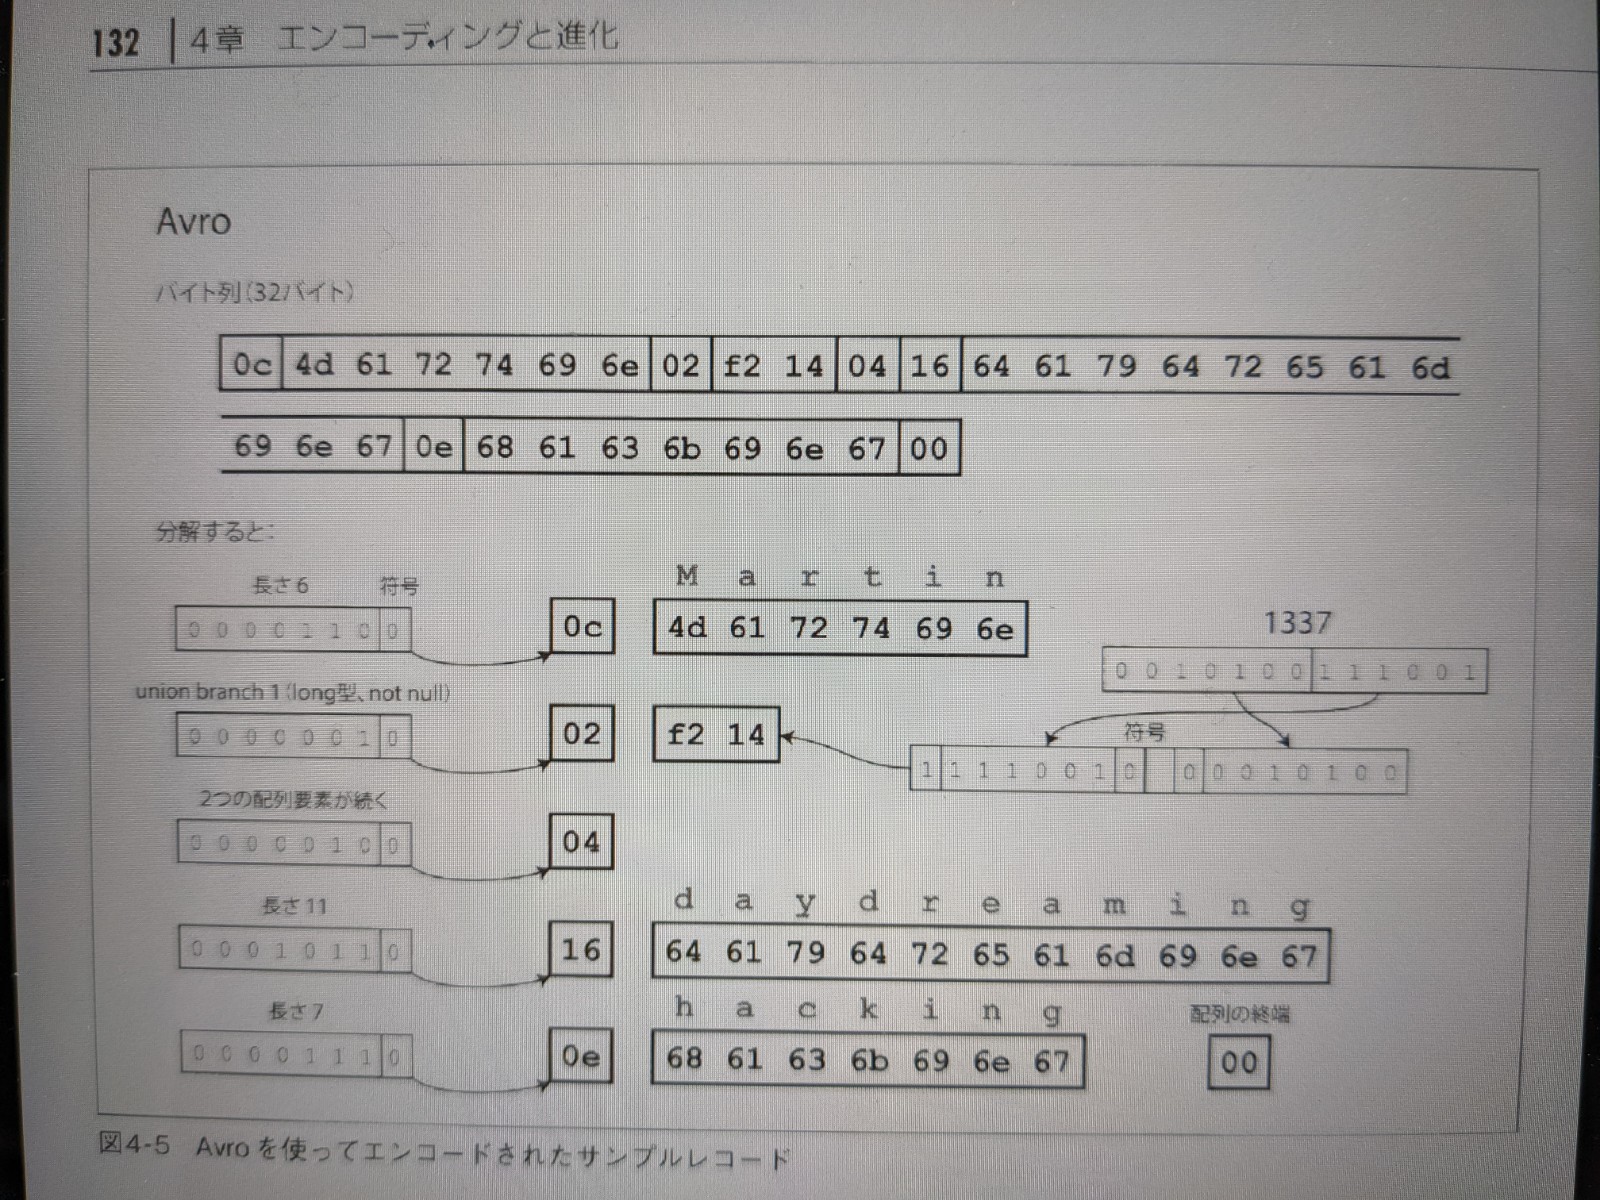 132 4章 エンコーディングと進化
Avro
バイト列(32バイト)
0c 4d 61 72 74 69 6e 02 f2 14 04 16 64 61 79 64 72 65 61 6d
69 6e 67 0e 68 61 63 6b 69 6e 67 00
分解すると:
長さ6 符号
0 0 0 0 1 1 0 0
0c
M a r t i n
4d 61 72 74 69 6e
1337
0 0 1 0 1 0 0 1 1 1 0 0 1
union branch 1 (long型、not null)
0 0 0 0 0 0 1 0
02
f2 14
符号
1 1 1 1 0 0 1 0 0 0 0 1 0 1 0 0
2つの配列要素が続く
0 0 0 0 0 1 0 0
04
長さ11
0 0 0 1 0 1 1 0
16
d a y d r e a m i n g
64 61 79 64 72 65 61 6d 69 6e 67
長さ7
0 0 0 0 1 1 1 0
0e
h a c k i n g
68 61 63 6b 69 6e 67
配列の終端
00
図4-5 Avroを使ってエンコードされたサンプルレコード